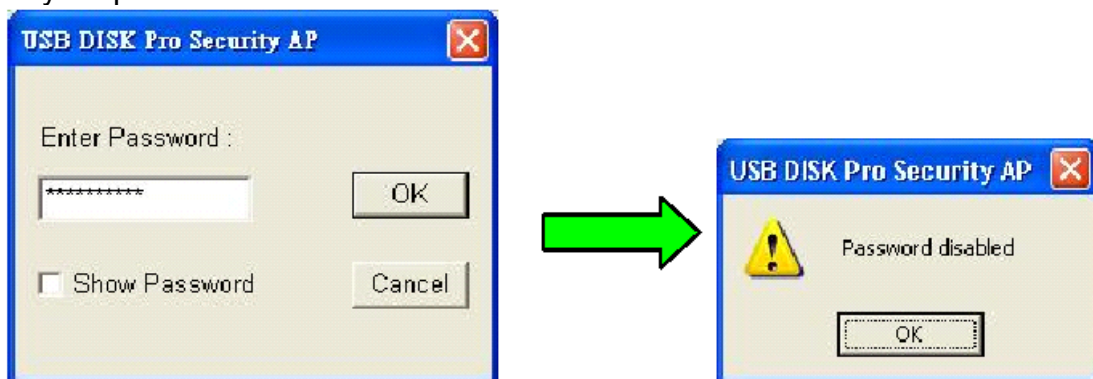 USB DISK Pro Security AP
Enter Password :
**********
OK
Show Password
Cancel
USB DISK Pro Security AP
Password disabled
OK